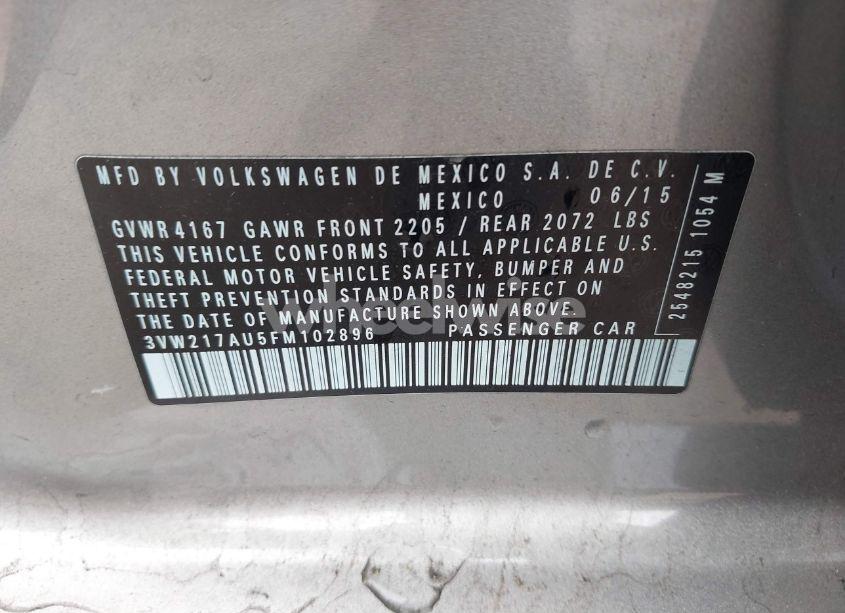 MFD BY VOLKSWAGEN DE MEXICO S.A. DE C.V.
MEXICO 06/15
GVWR4167 GAWR FRONT 2205 / REAR 2072 LBS
THIS VEHICLE CONFORMS TO ALL APPLICABLE U.S.
FEDERAL MOTOR VEHICLE SAFETY, BUMPER AND
THEFT PREVENTION STANDARDS IN EFFECT ON
THE DATE OF MANUFACTURE SHOWN ABOVE.
3VW217AU5FM102896 PASSENGER CAR
2548215 1054 M
wheelwise